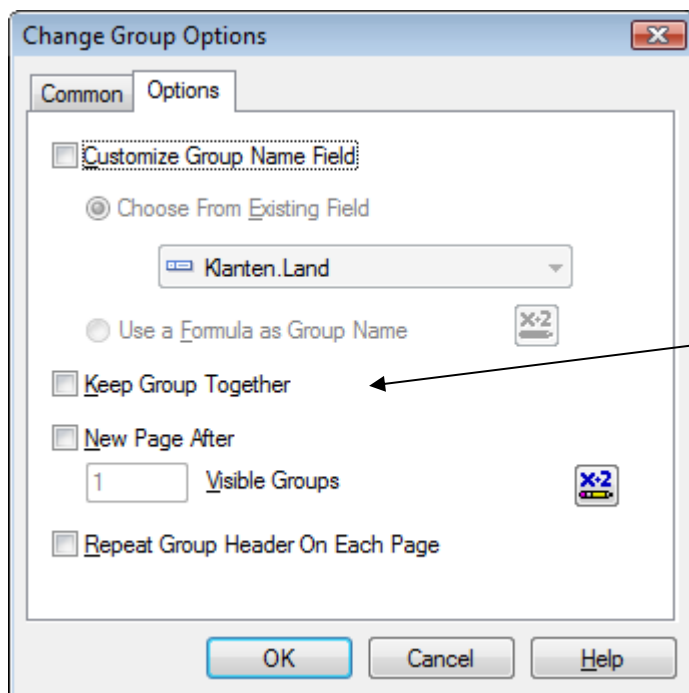 Change Group Options
Common Options
Customize Group Name Field
Choose From Existing Field
Klanten.Land
Use a Formula as Group Name
X+2
Keep Group Together
New Page After
1 Visible Groups
X+2
Repeat Group Header On Each Page
OK Cancel Help